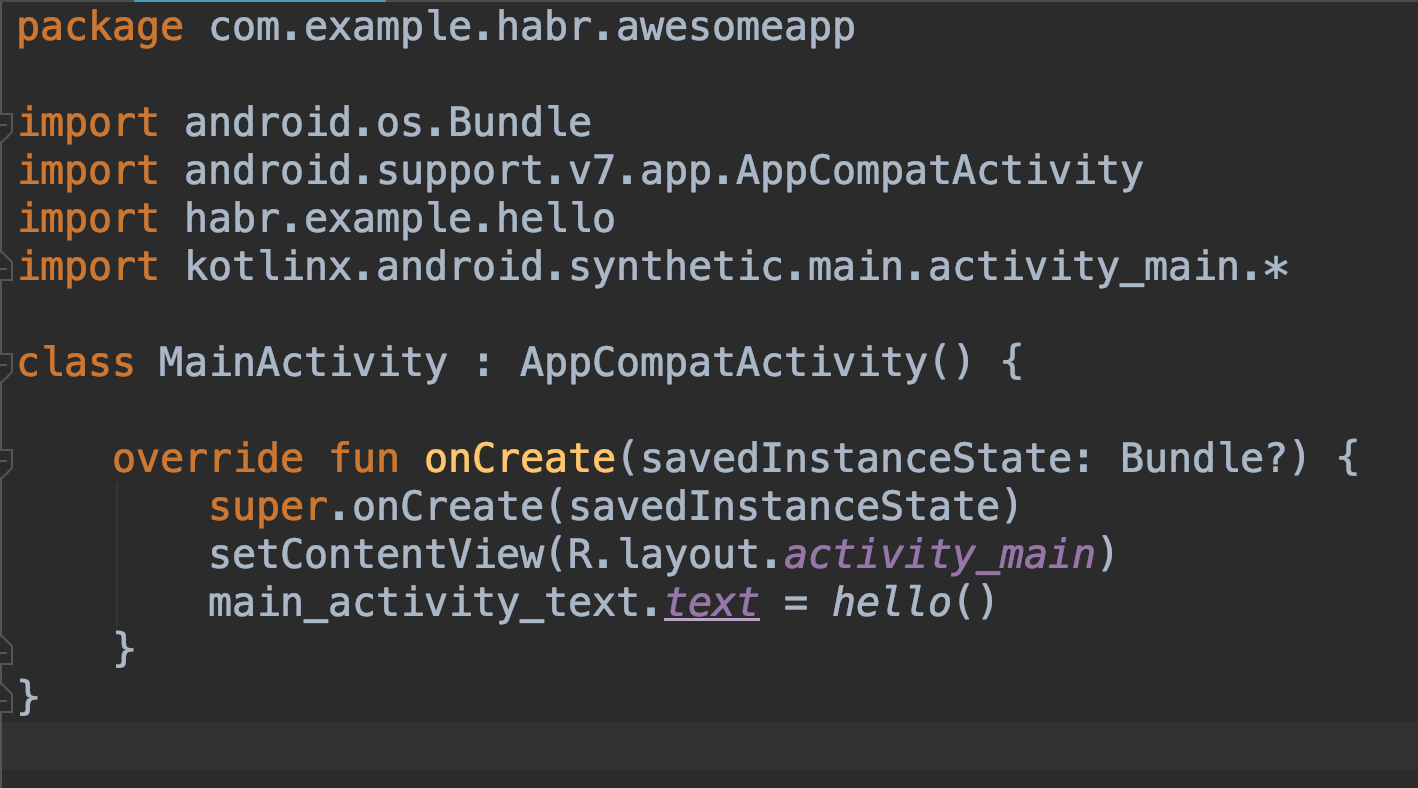 package com.example.habr.awesomeapp
import android.os.Bundle
import android.support.v7.app.AppCompatActivity
import habr.example.hello
import kotlinx.android.synthetic.main.activity_main.*
class MainActivity : AppCompatActivity() {
    override fun onCreate(savedInstanceState: Bundle?) {
        super.onCreate(savedInstanceState)
        setContentView(R.layout.activity_main)
        main_activity_text.text = hello()
    }
}